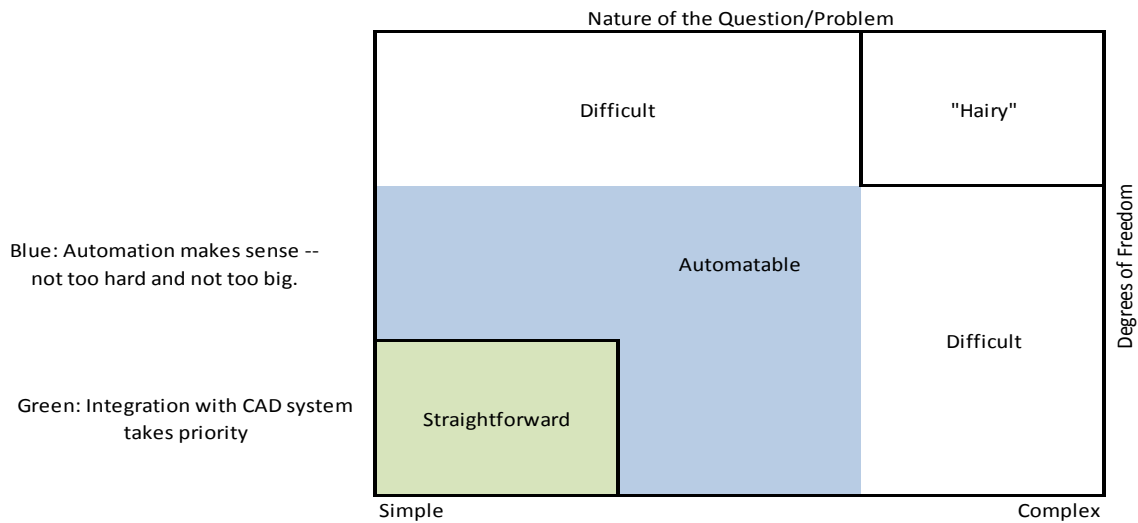 Nature of the Question/Problem
Difficult
"Hairy"
Blue: Automation makes sense --
not too hard and not too big.
Automatable
Degrees of Freedom
Difficult
Green: Integration with CAD system
takes priority
Straightforward
Simple
Complex